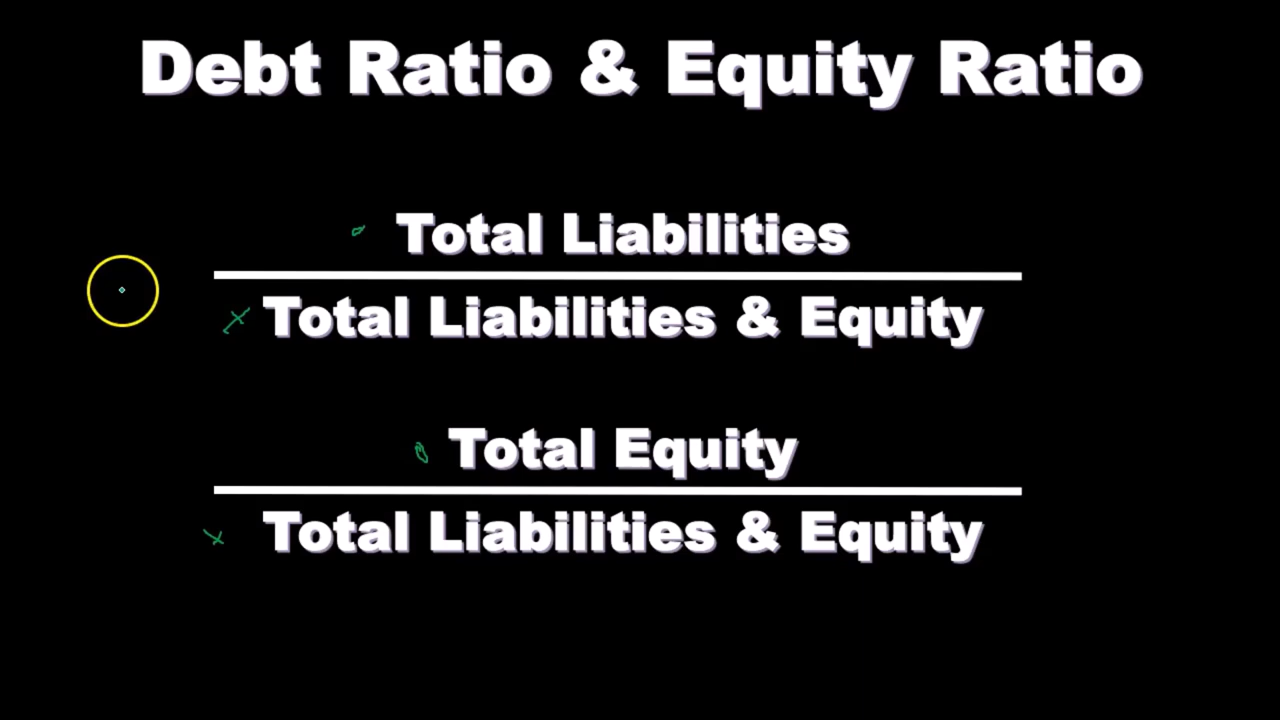 Debt Ratio & Equity Ratio
Total Liabilities
Total Liabilities & Equity
Total Equity
Total Liabilities & Equity